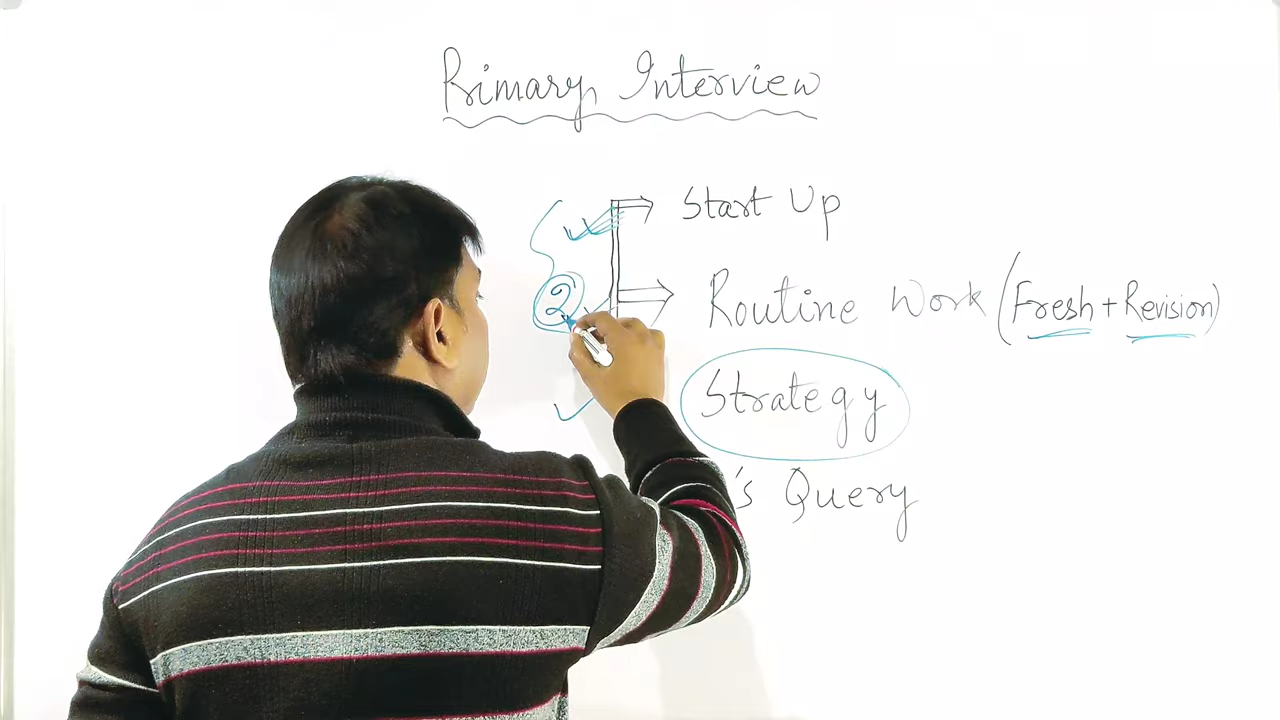 Primary Interview
Start Up
2
Routine Work (Fresh + Revision)
Strategy
's Query